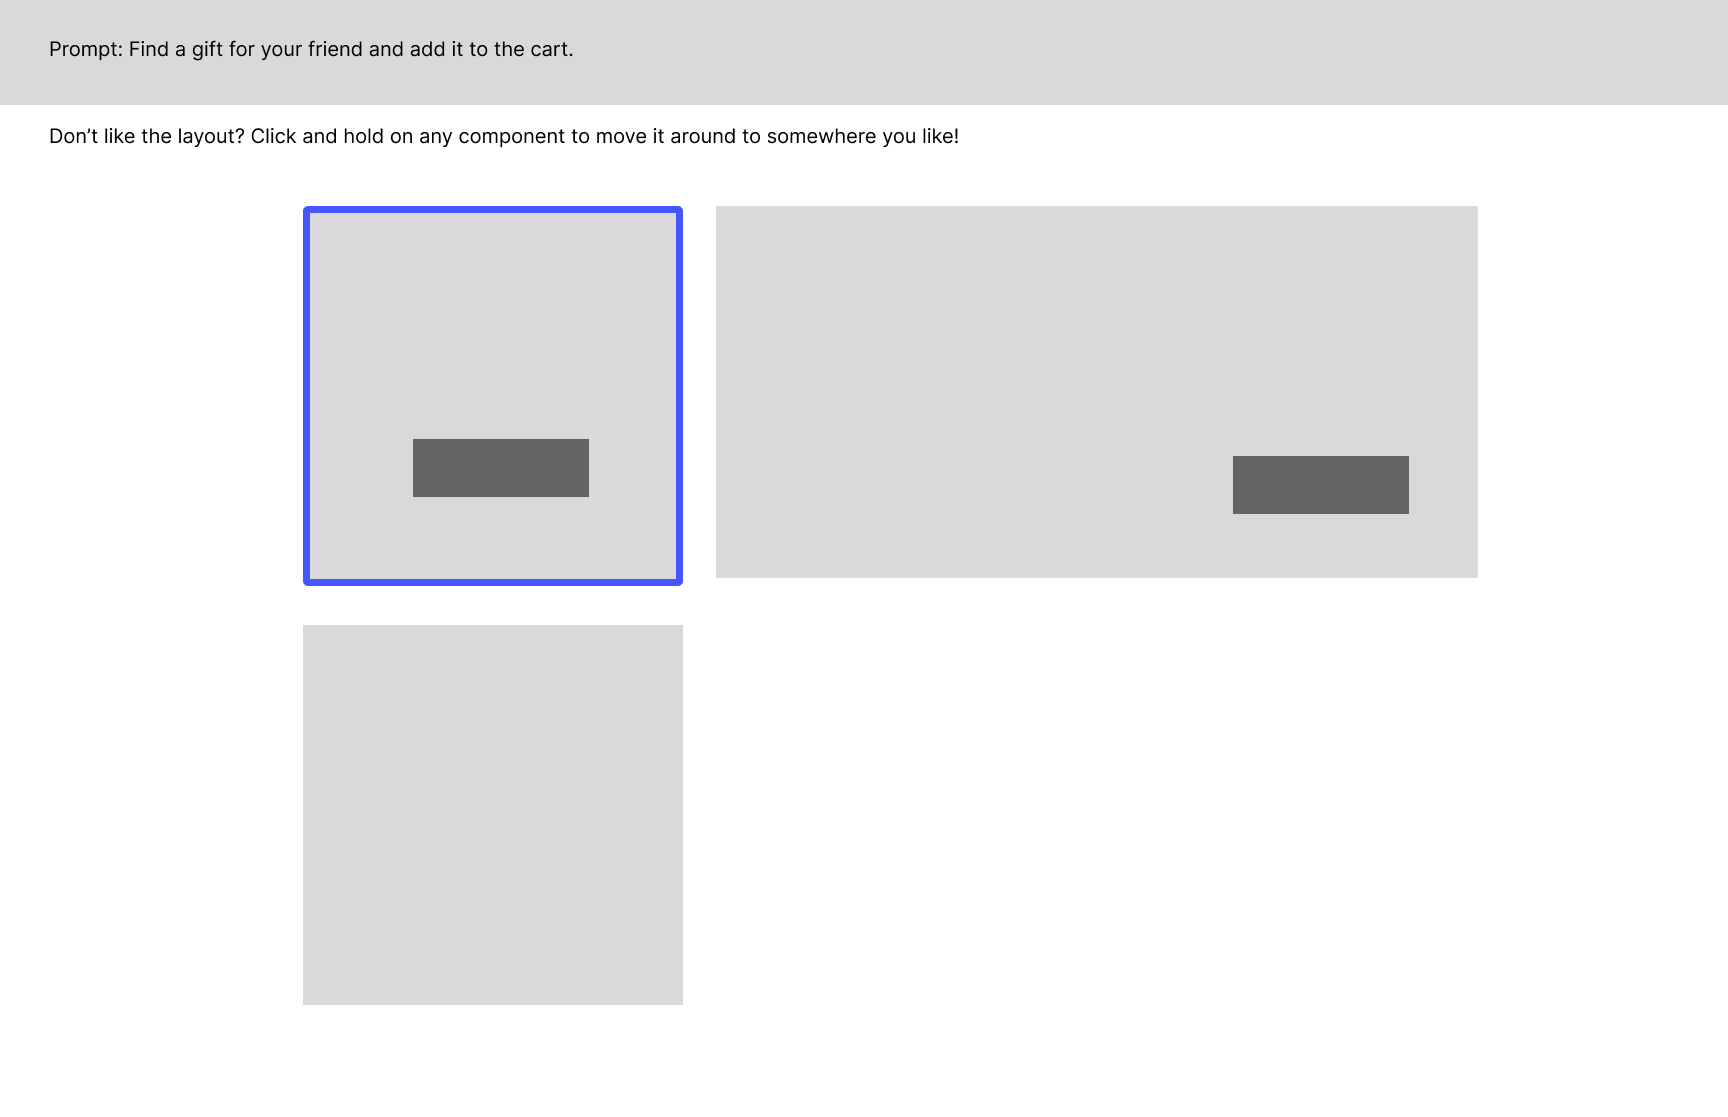 Prompt: Find a gift for your friend and add it to the cart.
Don’t like the layout? Click and hold on any component to move it around to somewhere you like!